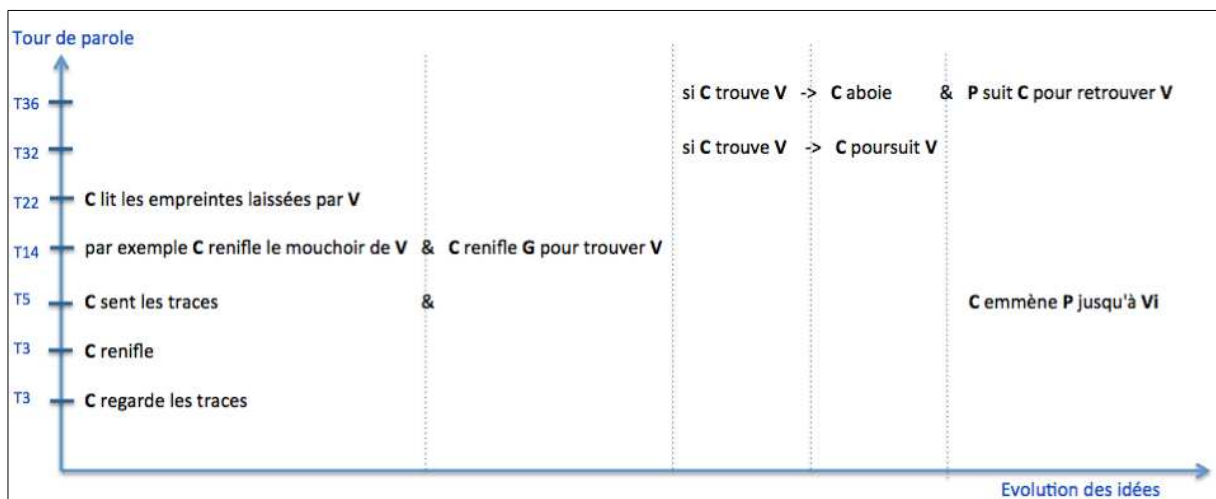 Tour de parole
T36 si C trouve V -> C aboie & P suit C pour retrouver V
T32 si C trouve V -> C poursuit V
T22 C lit les empreintes laissées par V
T14 par exemple C renifle le mouchoir de V & C renifle G pour trouver V
T5 C sent les traces & C emmène P jusqu'à Vi
T3 C renifle
T3 C regarde les traces
Evolution des idées